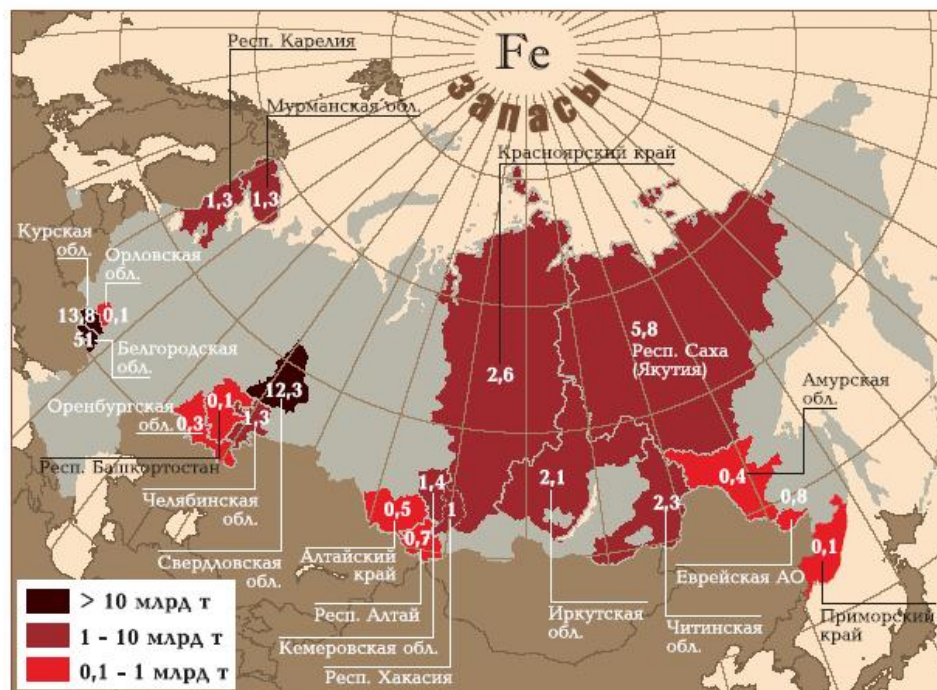 Fe
запасы
Респ. Карелия
Мурманская обл.
Красноярский край
1,3
1,3
Курская
обл.
Орловская
обл.
13,8
0,1
51
Белгородская
обл.
5,8
Респ. Саха
(Якутия)
2,6
12,3
Амурская
обл.
Оренбургская
обл.
0,1
0,3
1,3
Респ. Башкортостан
Челябинская
обл.
Свердловская
обл.
1,4
2,1
2,3
0,4
0,8
0,5
1
0,7
0,1
Алтайский
край
Респ. Алтай
Кемеровская обл.
Респ. Хакасия
Иркутская
обл.
Еврейская АО
Читинская
обл.
Приморский
край
> 10 млрд т
1 - 10 млрд т
0,1 - 1 млрд т